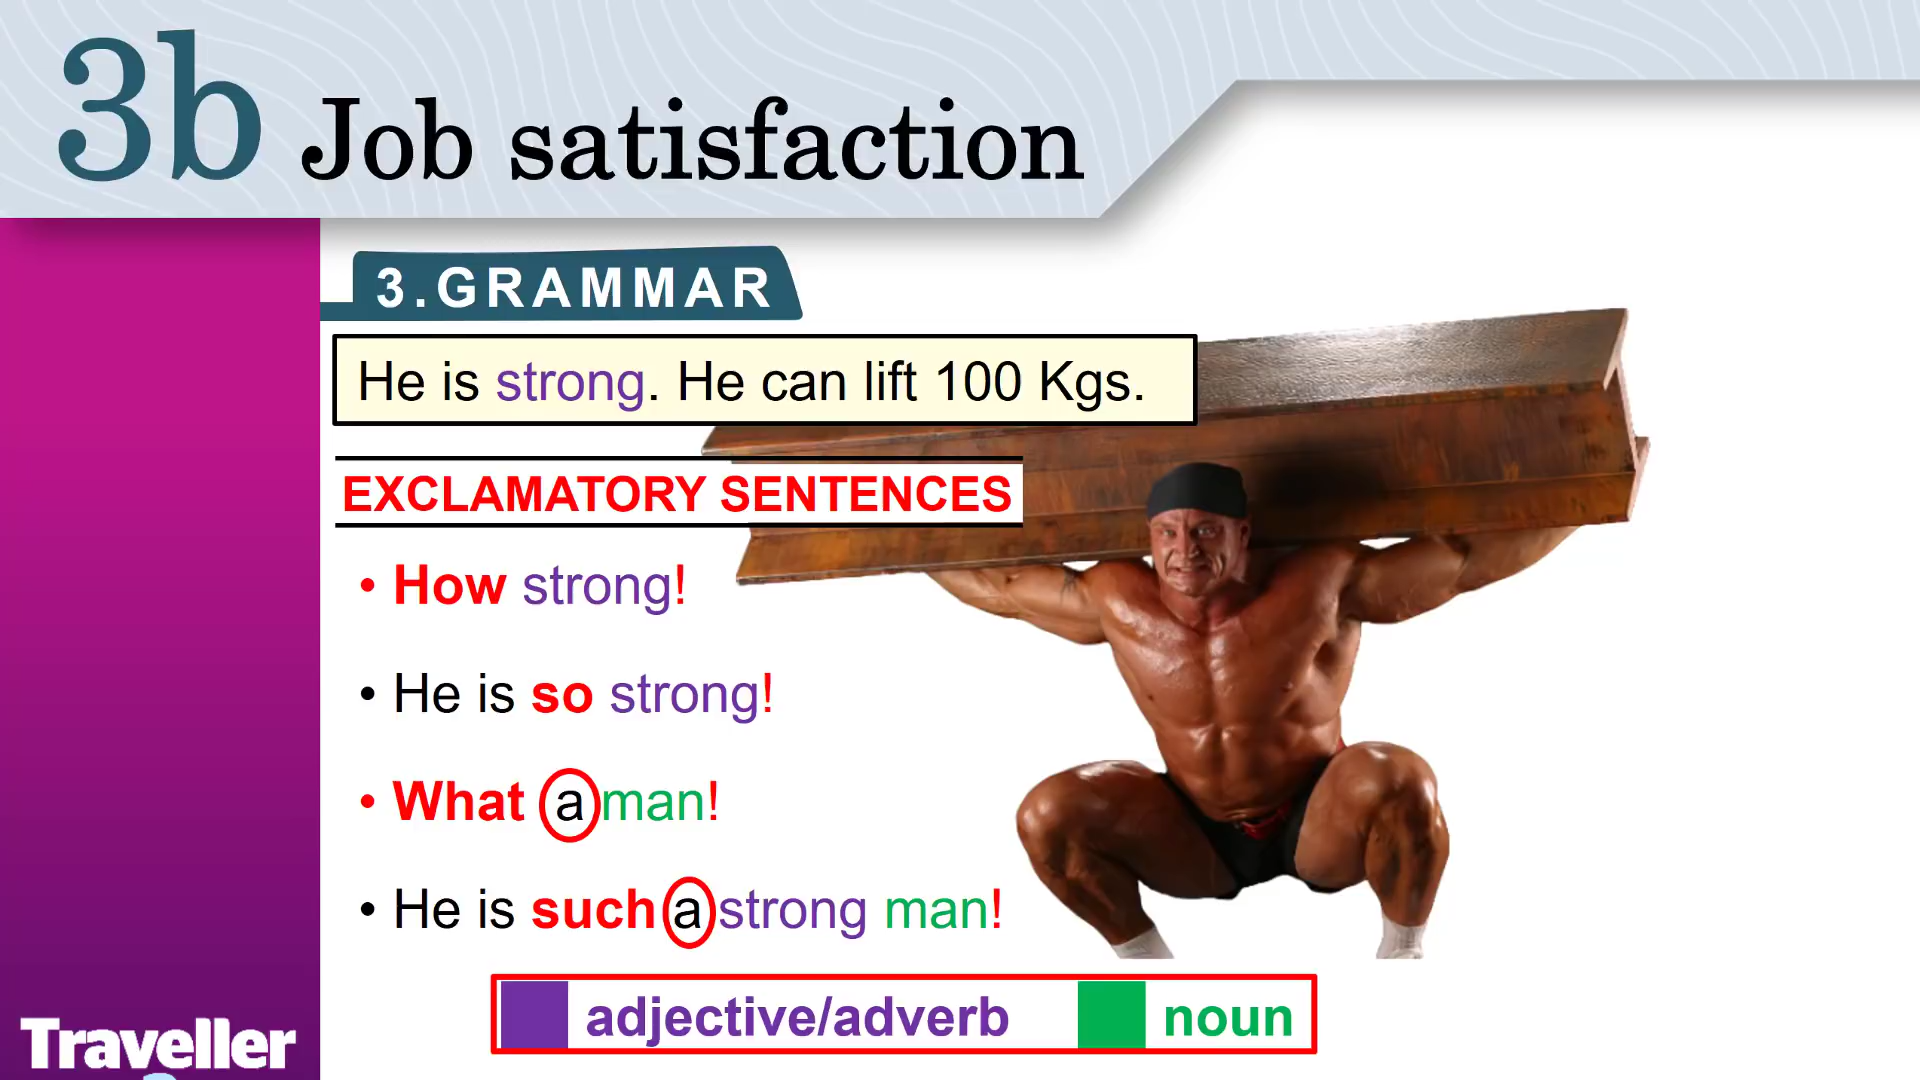 3b Job satisfaction
3.GRAMMAR
He is strong. He can lift 100 Kgs.
EXCLAMATORY SENTENCES
• How strong!
• He is so strong!
• What a man!
• He is such a strong man!
adjective/adverb noun
Traveller